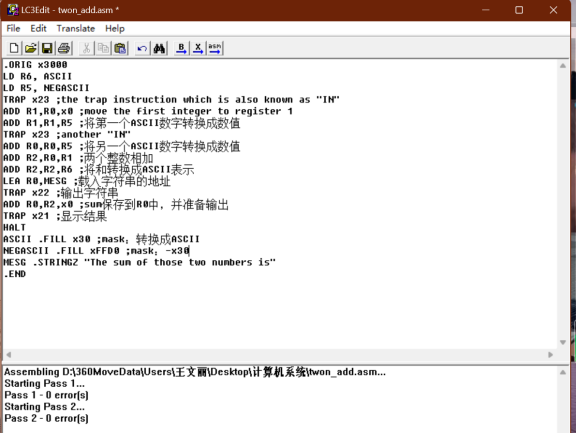 LC3Edit - twon_add.asm *
File Edit Translate Help
B X asm
.ORIG x3000
LD R6, ASCII
LD R5, NEGASCII
TRAP x23 ;the trap instruction which is also known as "IN"
ADD R1,R0,x0 ;move the first integer to register 1
ADD R1,R1,R5 ;将第一个ASCII数字转换成数值
TRAP x23 ;another "IN"
ADD R0,R0,R5 ;将另一个ASCII数字转换成数值
ADD R2,R0,R1 ;两个整数相加
ADD R2,R2,R6 ;将和转换成ASCII表示
LEA R0,MESG ;载入字符串的地址
TRAP x22 ;输出字符串
ADD R0,R2,x0 ;sum保存到R0中，并准备输出
TRAP x21 ;显示结果
HALT
ASCII .FILL x30 ;mask；转换成ASCII
NEGASCII .FILL xFFD0 ;mask；-x30
MESG .STRINGZ "The sum of those two numbers is"
.END
Assembling D:\360MoveData\Users\王文丽\Desktop\计算机系统\twon_add.asm...
Starting Pass 1...
Pass 1 - 0 error(s)
Starting Pass 2...
Pass 2 - 0 error(s)